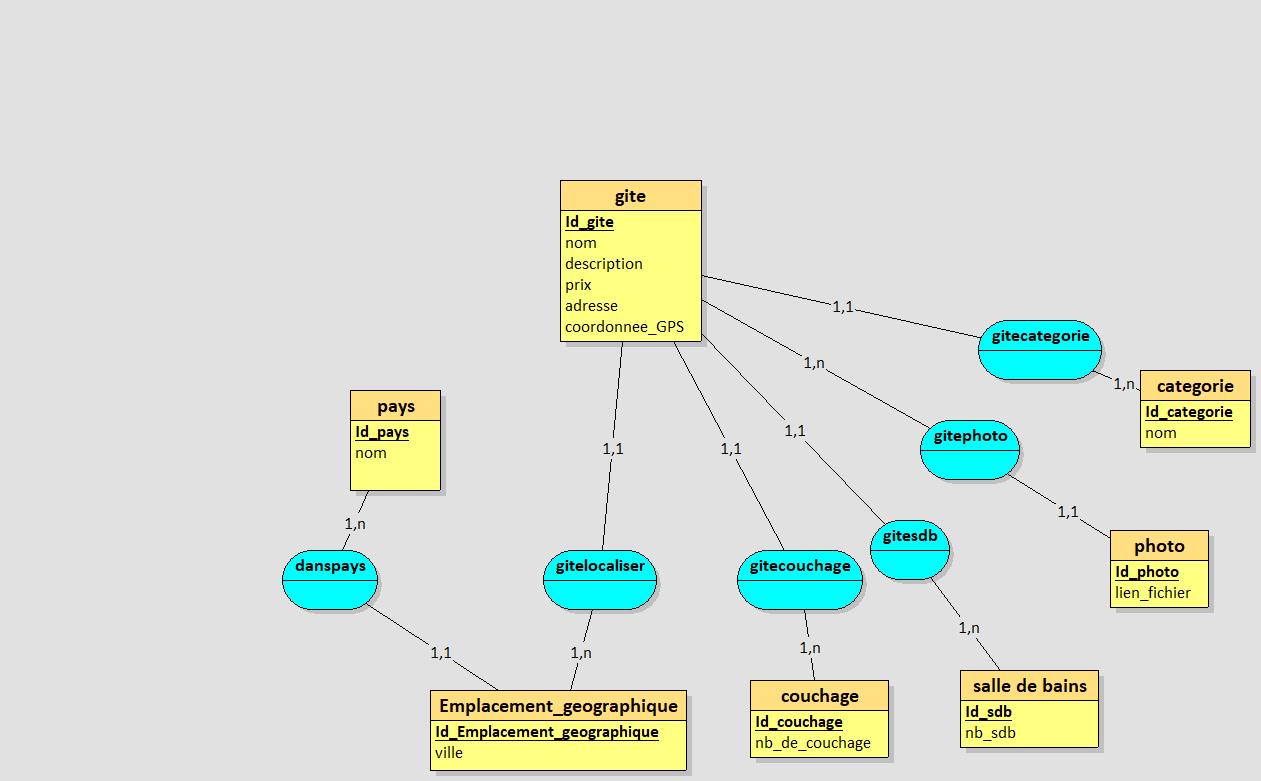 gite
Id_gite
nom
description
prix
adresse
coordonnee_GPS
1,1
gitecategorie
1,n
categorie
Id_categorie
nom
1,n
gitephoto
1,1
photo
Id_photo
lien_fichier
1,1
gitesdb
1,n
salle de bains
Id_sdb
nb_sdb
1,1
gitecouchage
1,n
couchage
Id_couchage
nb_de_couchage
1,1
gitelocaliser
1,n
Emplacement_geographique
Id_Emplacement_geographique
ville
pays
Id_pays
nom
1,n
danspays
1,1